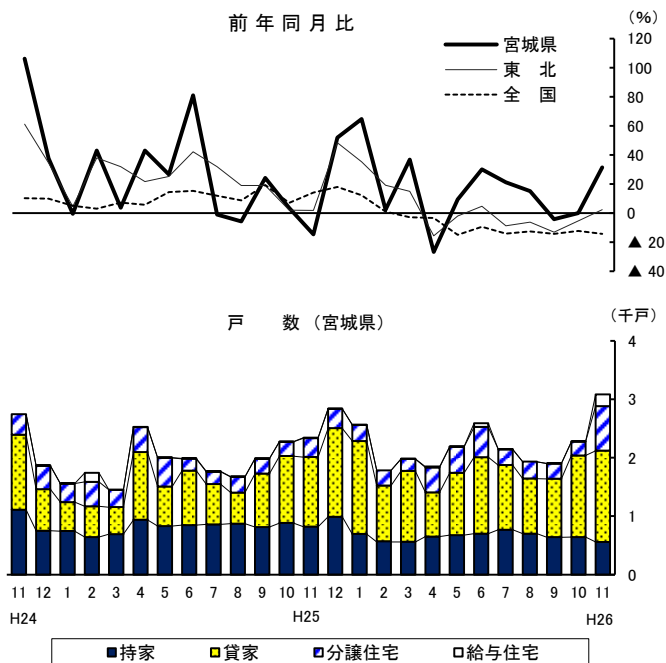 前 年 同 月 比
(%)
宮城県
東 北
全 国
120
100
80
60
40
20
0
▲ 20
▲ 40
戸 数（宮城県）
(千戸)
4
3
2
1
0
11 12 1 2 3 4 5 6 7 8 9 10 11 12 1 2 3 4 5 6 7 8 9 10 11
H24 H25 H26
持家 貸家 分譲住宅 給与住宅